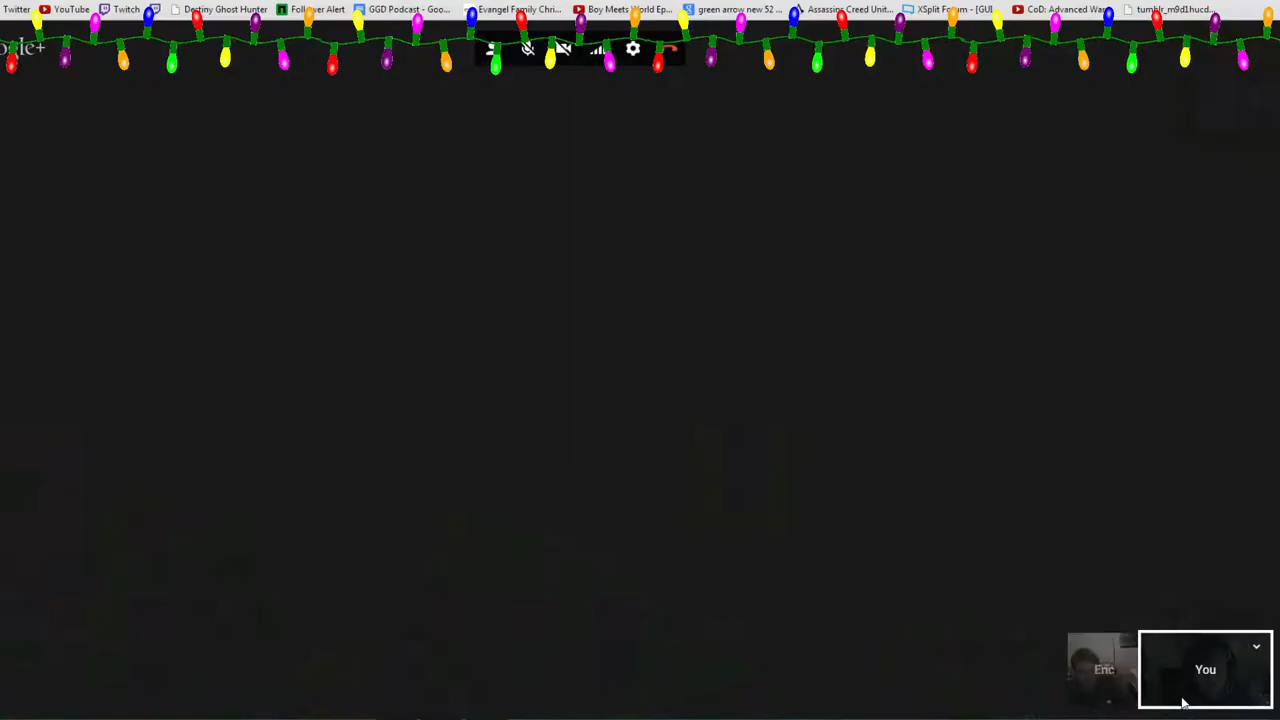 Twitter YouTube Twitch Destiny Ghost Hunter Follower Alert GGD Podcast - Goo... Evangel Family Chri... Boy Meets World Ep... green arrow new 52 ... Assassins Creed Unit... XSplit Forum - [GUI CoD: Advanced War tumblr_m9d1hucd...
ogle+
Eric
You